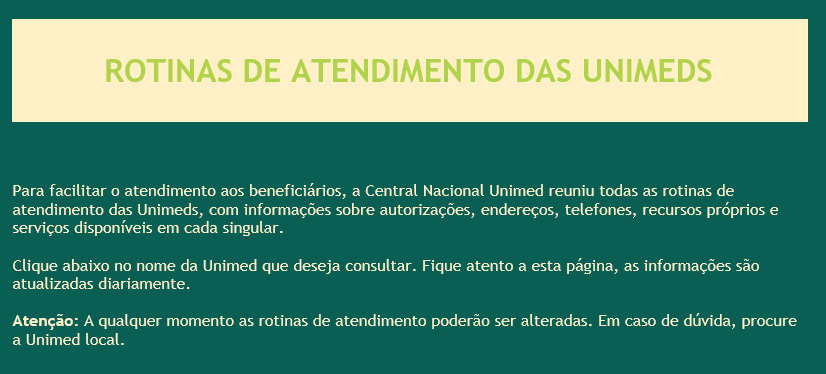 ROTINAS DE ATENDIMENTO DAS UNIMEDS
Para facilitar o atendimento aos beneficiários, a Central Nacional Unimed reuniu todas as rotinas de
atendimento das Unimeds, com informações sobre autorizações, endereços, telefones, recursos próprios e
serviços disponíveis em cada singular.
Clique abaixo no nome da Unimed que deseja consultar. Fique atento a esta página, as informações são
atualizadas diariamente.
Atenção: A qualquer momento as rotinas de atendimento poderão ser alteradas. Em caso de dúvida, procure
a Unimed local.